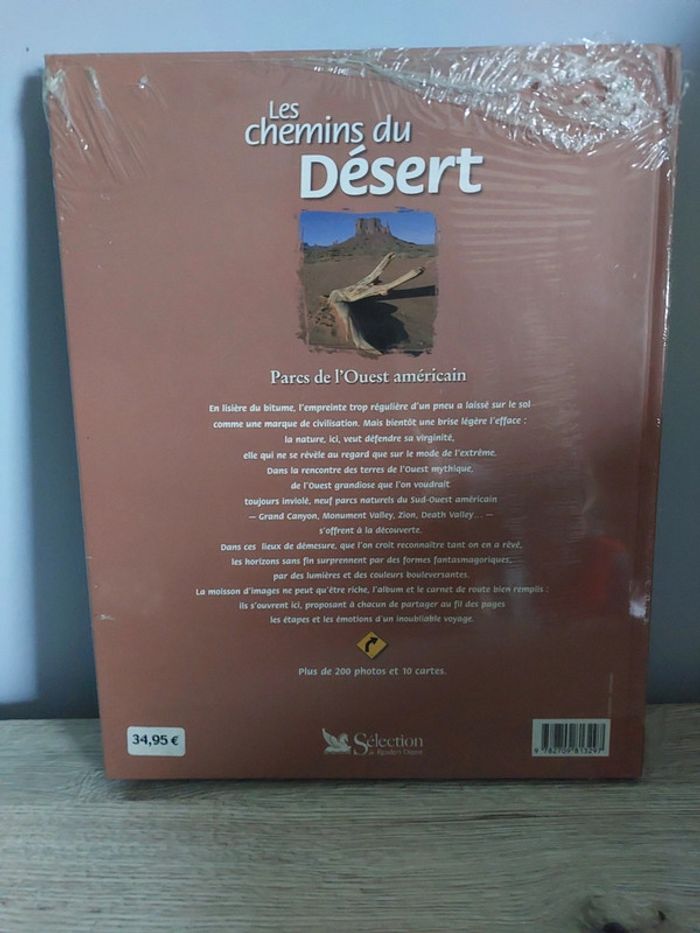 Les
chemins du
Désert
Parcs de l'Ouest américain
En lisière du bitume, l'empreinte trop régulière d'un pneu a laissé sur le sol
comme une marque de civilisation. Mais bientôt une brise légère l'efface :
la nature, ici, veut défendre sa virginité,
elle qui ne se révèle au regard que sur le mode de l'extrême.
Dans la rencontre des terres de l'Ouest mythique,
de l'Ouest grandiose que l'on voudrait
toujours inviolé, neuf parcs naturels du Sud-Ouest américain
— Grand Canyon, Monument Valley, Zion, Death Valley... —
s'offrent à la découverte.
Dans ces lieux de démesure, que l'on croit reconnaître tant on en a rêvé,
les horizons sans fin surprennent par des formes fantasmagoriques,
par des lumières et des couleurs bouleversantes.
La moisson d'images ne peut qu'être riche, l'album et le carnet de route bien remplis :
ils s'ouvrent ici, proposant à chacun de partager au fil des pages
les étapes et les émotions d'un inoubliable voyage.
Plus de 200 photos et 10 cartes.
34,95 €
Sélection
du Reader's Digest
9 782709 813297